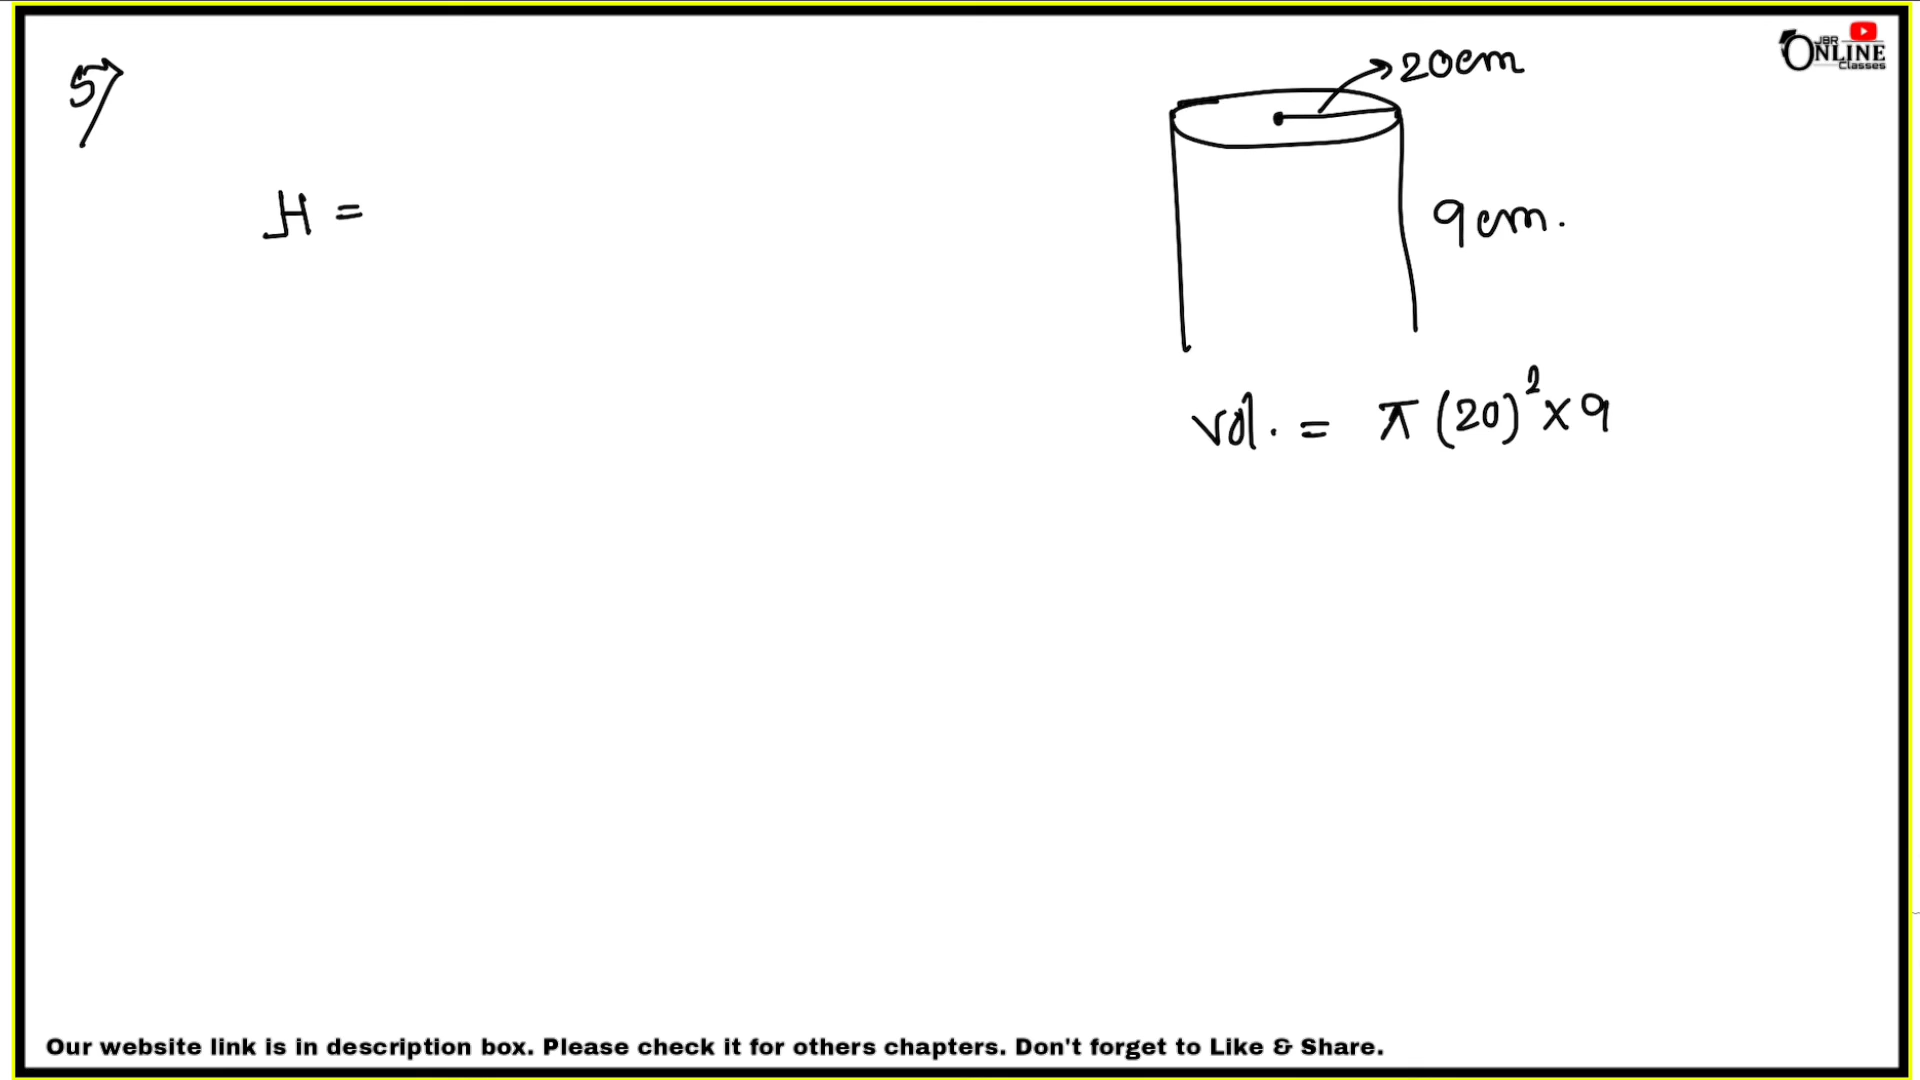 5/
20cm
JBR
ONLINE
Classes
H =
9cm.
Vol. = π (20)² × 9
Our website link is in description box. Please check it for others chapters. Don't forget to Like & Share.